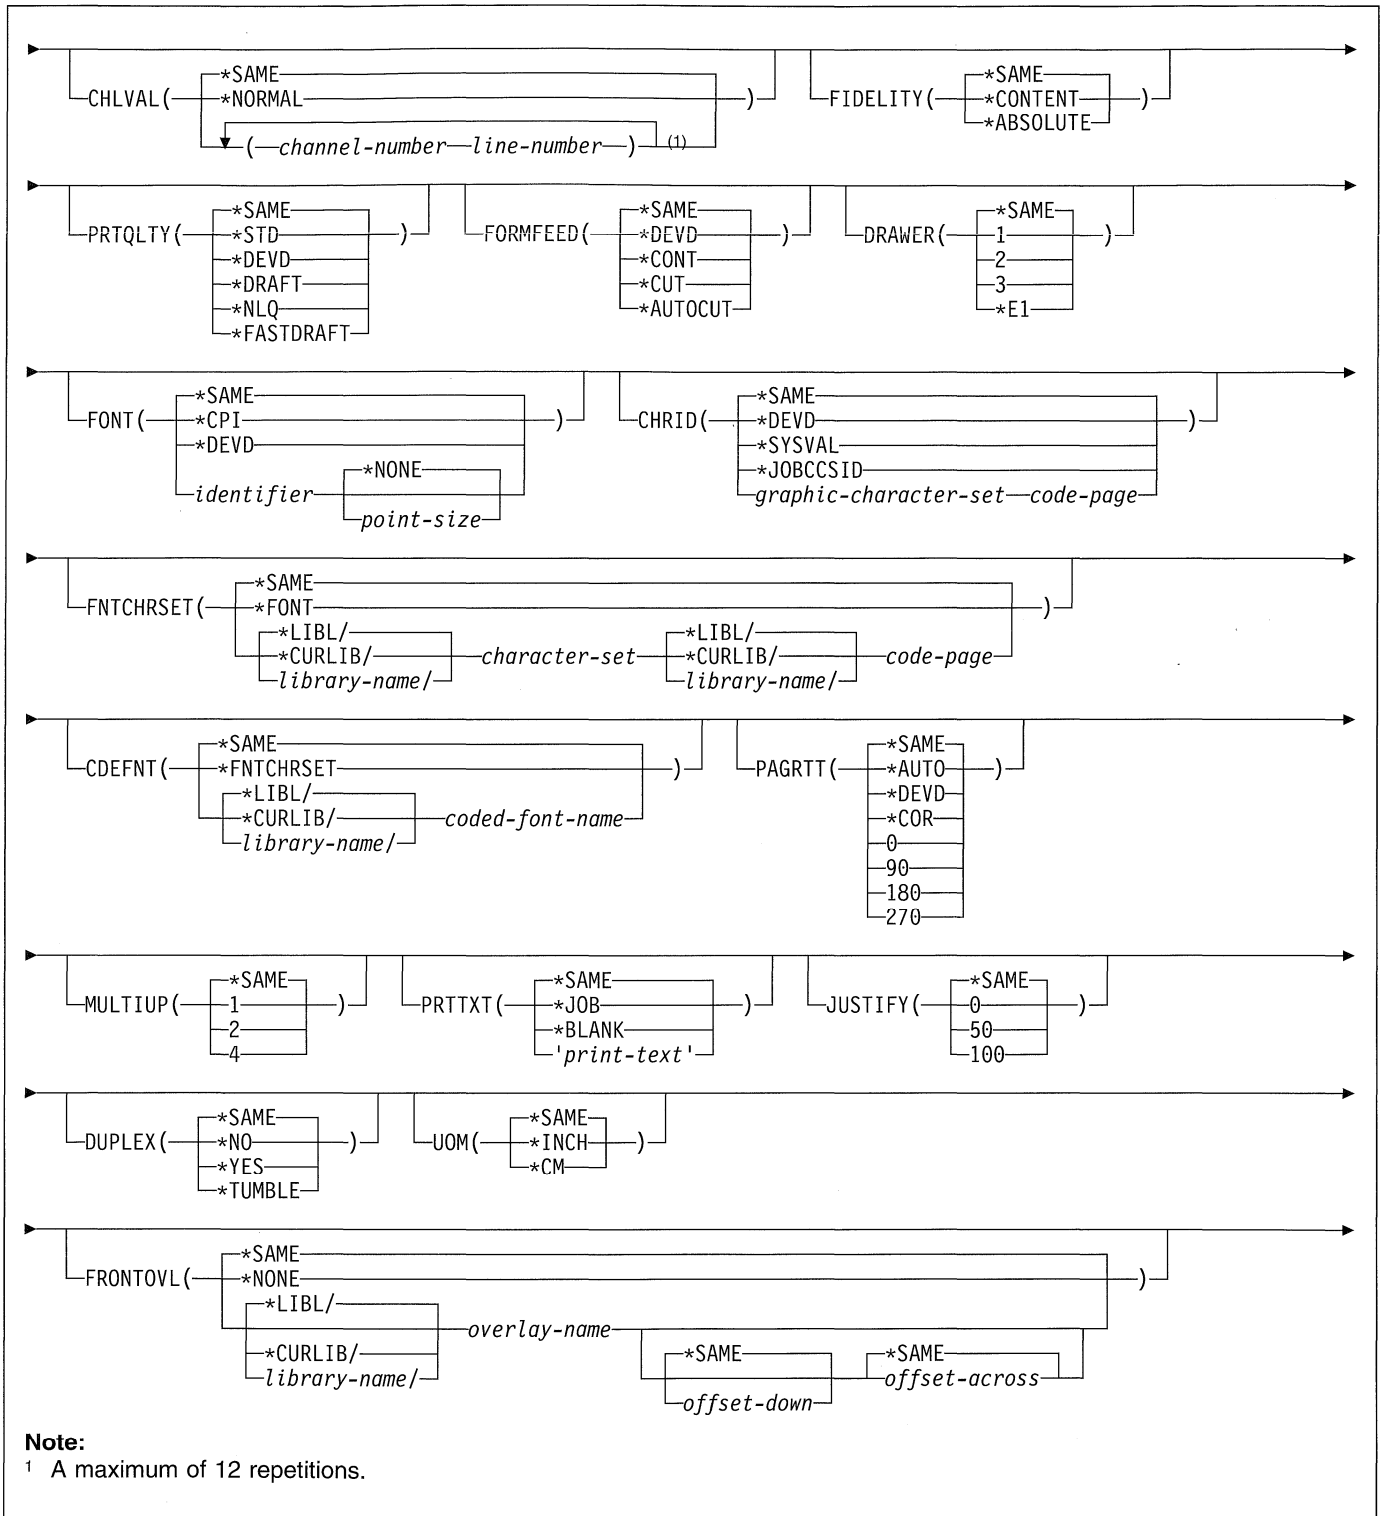 *SAME *SAME
CHLVAL( *NORMAL ) FIDELITY( *CONTENT )
*ABSOLUTE
( channel-number line-number ) (1)
*SAME *SAME *SAME
PRTQLTY( *STD ) FORMFEED( *DEVD ) DRAWER( 1 )
*DEVD *CONT 2
*DRAFT *CUT 3
*NLQ *AUTOCUT *E1
*FASTDRAFT
*SAME *SAME
FONT( *CPI ) CHRID( *DEVD )
*DEVD *SYSVAL
*NONE *JOBCCSID
identifier graphic-character-set code-page
point-size
*SAME
FNTCHRSET( *FONT )
*LIBL/ *LIBL/
*CURLIB/ character-set *CURLIB/ code-page
library-name/ library-name/
*SAME *SAME
CDEFNT( *FNTCHRSET ) PAGRTT( *AUTO )
*LIBL/ *DEVD
*CURLIB/ coded-font-name *COR
library-name/ 0
90
180
270
*SAME *SAME *SAME
MULTIUP( 1 ) PRTTXT( *JOB ) JUSTIFY( 0 )
2 *BLANK 50
4 'print-text' 100
*SAME *SAME
DUPLEX( *NO ) UOM( *INCH )
*YES *CM
*TUMBLE
*SAME
FRONTOVL( *NONE )
*LIBL/
overlay-name
*CURLIB/ *SAME *SAME
library-name/ offset-across
offset-down
Note:
1 A maximum of 12 repetitions.